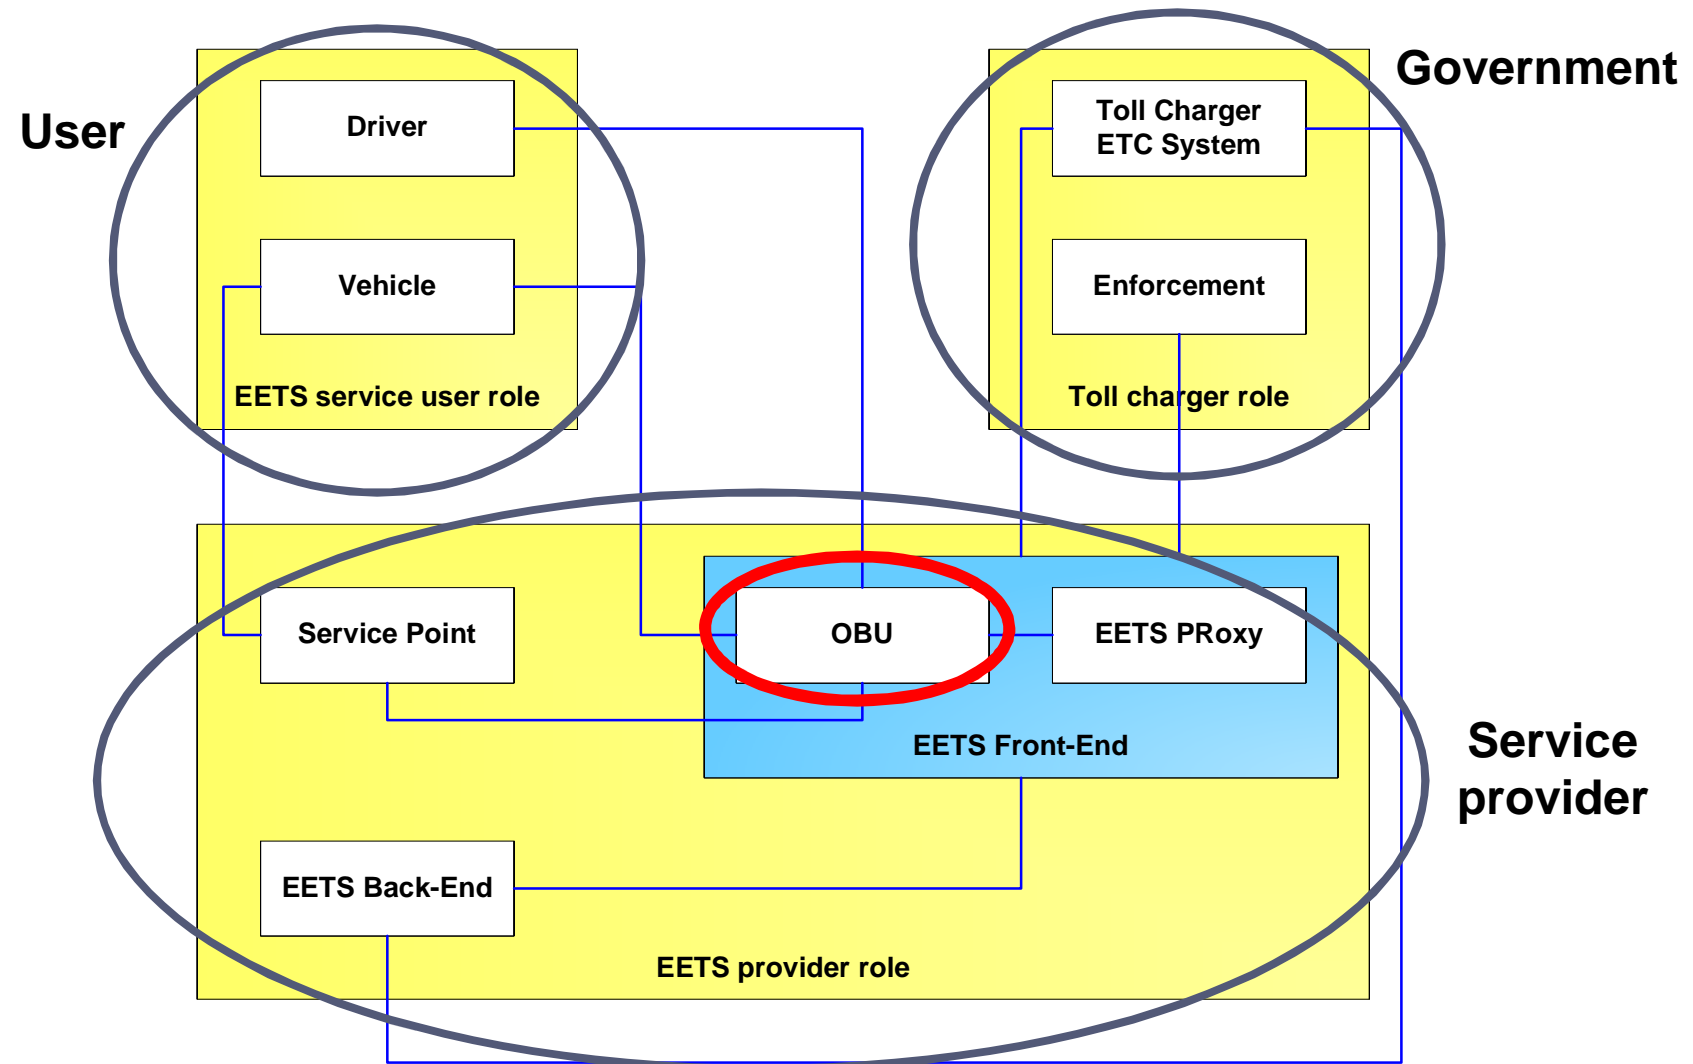 User
Government
Driver
Toll Charger
ETC System
Vehicle
Enforcement
EETS service user role
Toll charger role
Service Point
OBU
EETS PRoxy
EETS Front-End
Service
provider
EETS Back-End
EETS provider role